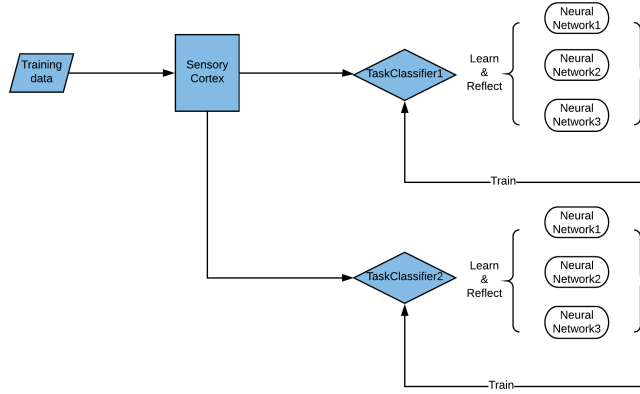 Training
data
Sensory
Cortex
TaskClassifier1
Learn
&
Reflect
Neural
Network1
Neural
Network2
Neural
Network3
Train
TaskClassifier2
Learn
&
Reflect
Neural
Network1
Neural
Network2
Neural
Network3
Train